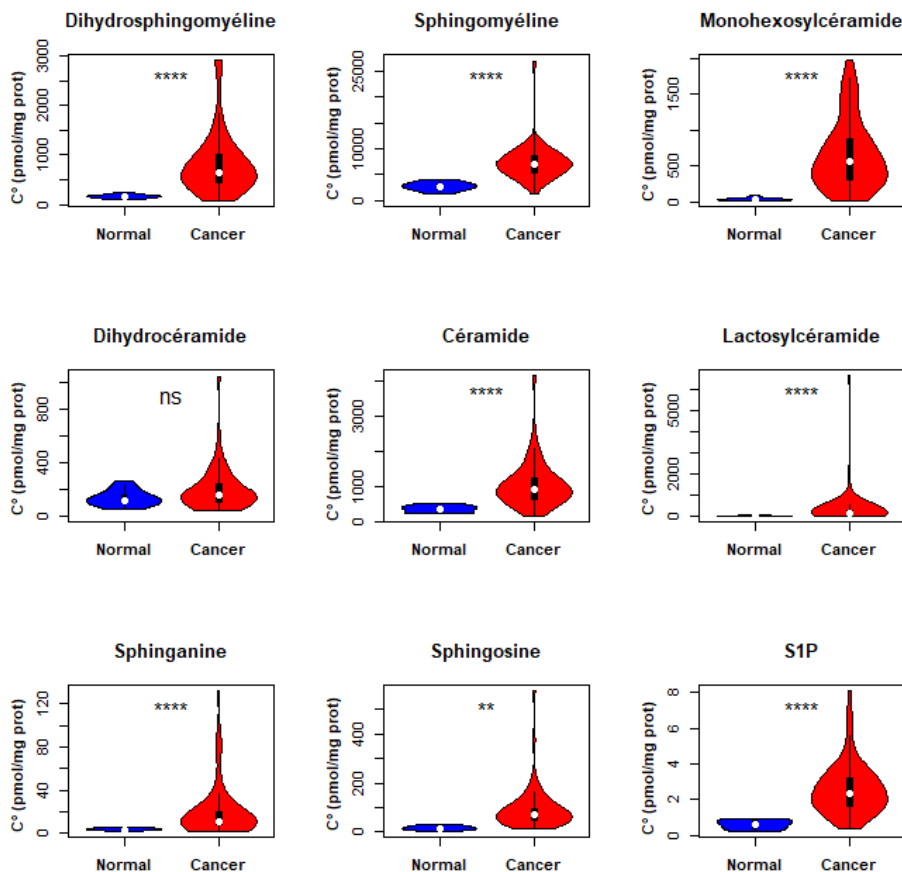 Dihydrosphingomyéline
C° (pmol/mg prot)
0 1000 2000 3000
****
Normal Cancer
Sphingomyéline
C° (pmol/mg prot)
0 10000 25000
****
Normal Cancer
Monohexosylcéramide
C° (pmol/mg prot)
0 500 1500
****
Normal Cancer
Dihydrocéramide
C° (pmol/mg prot)
0 400 800
ns
Normal Cancer
Céramide
C° (pmol/mg prot)
0 1000 3000
****
Normal Cancer
Lactosylcéramide
C° (pmol/mg prot)
0 2000 5000
****
Normal Cancer
Sphinganine
C° (pmol/mg prot)
0 40 80 120
****
Normal Cancer
Sphingosine
C° (pmol/mg prot)
0 200 400
**
Normal Cancer
S1P
C° (pmol/mg prot)
0 2 4 6 8
****
Normal Cancer